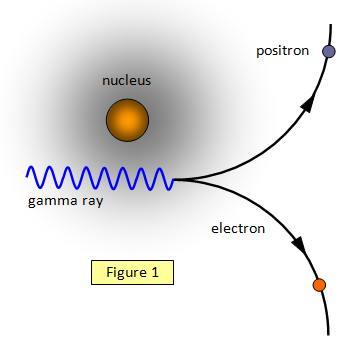 positron
nucleus
gamma ray
electron
Figure 1